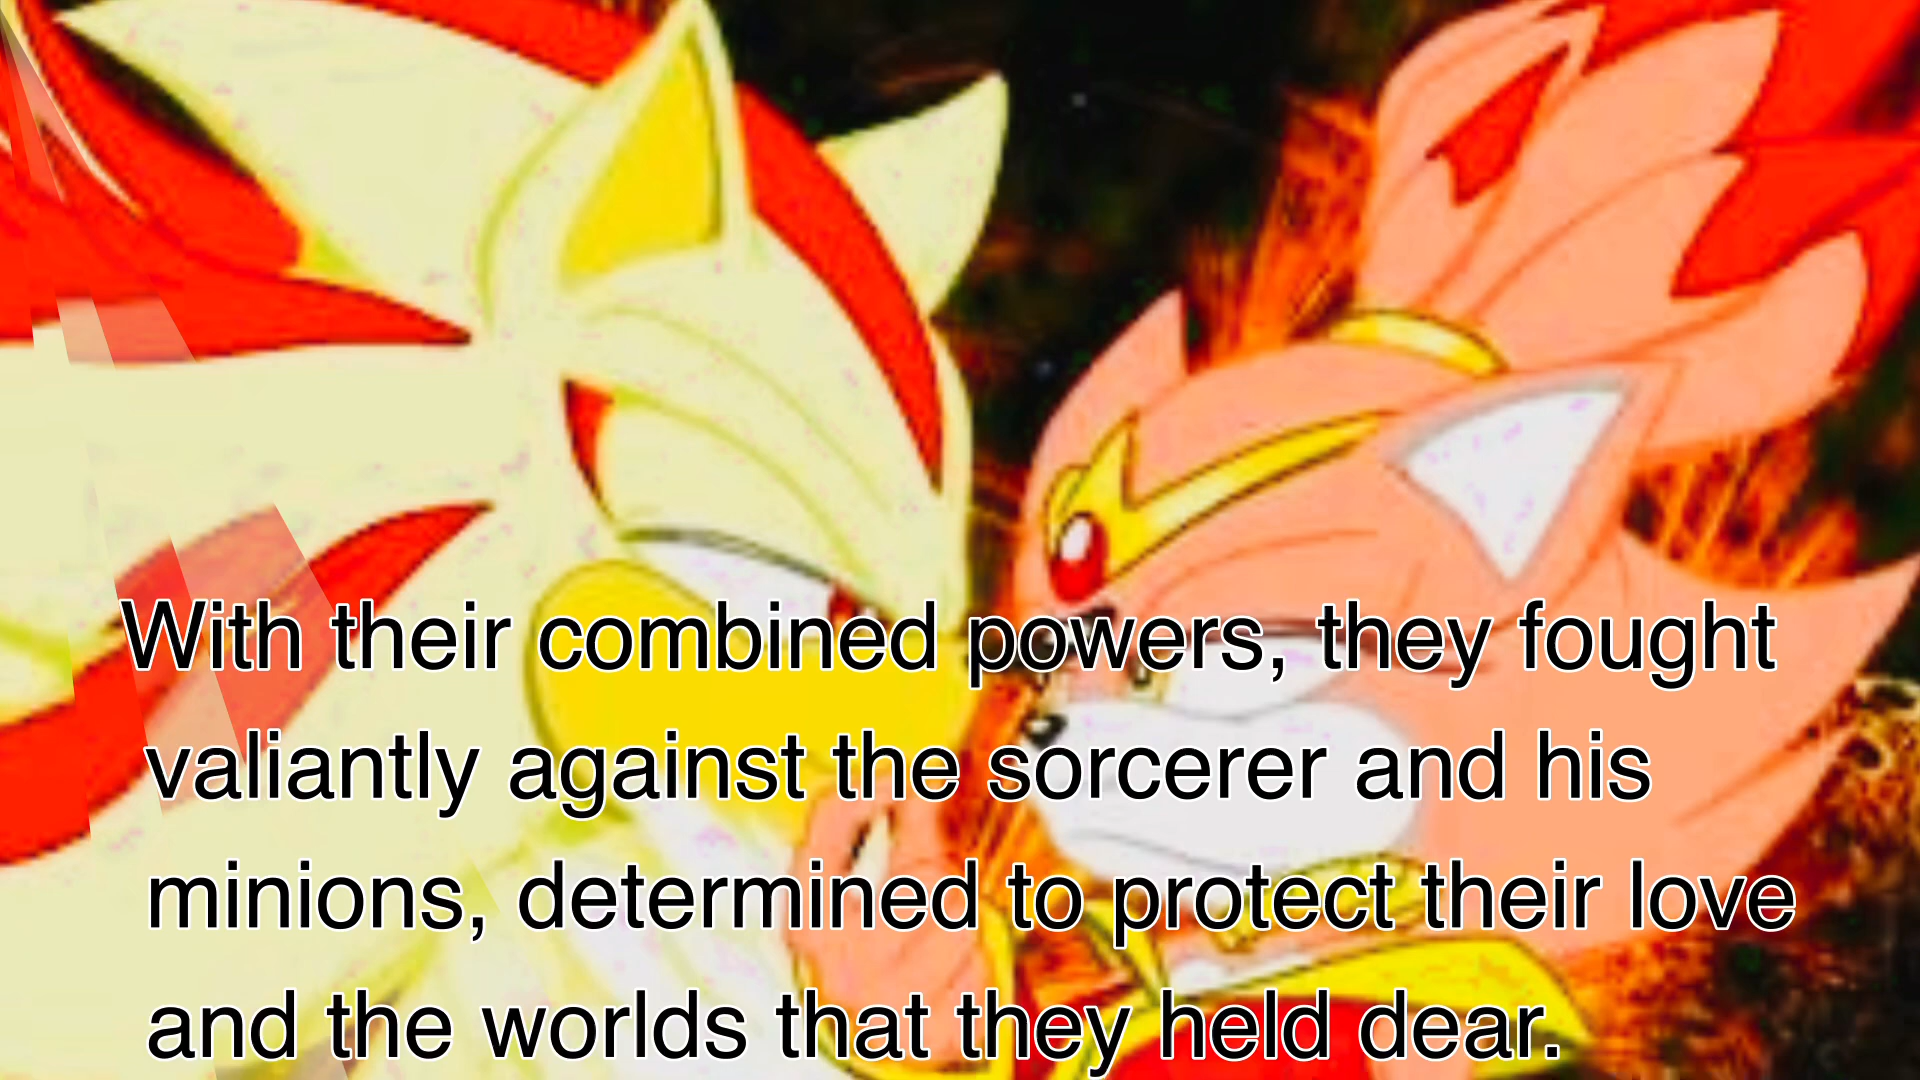 With their combined powers, they fought
valiantly against the sorcerer and his
minions, determined to protect their love
and the worlds that they held dear.